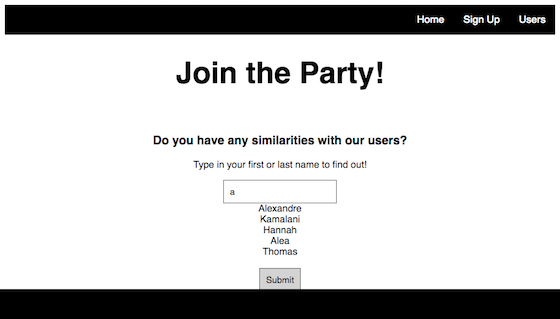 Home Sign Up Users
Join the Party!
Do you have any similarities with our users?
Type in your first or last name to find out!
a
Alexandre
Kamalani
Hannah
Alea
Thomas
Submit